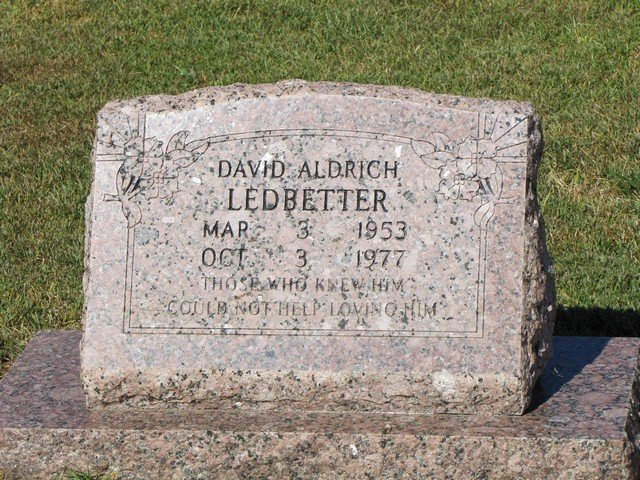 DAVID ALDRICH
LEDBETTER
MAR 3 1953
OCT 3 1977
THOSE WHO KNEW HIM
COULD NOT HELP LOVING HIM